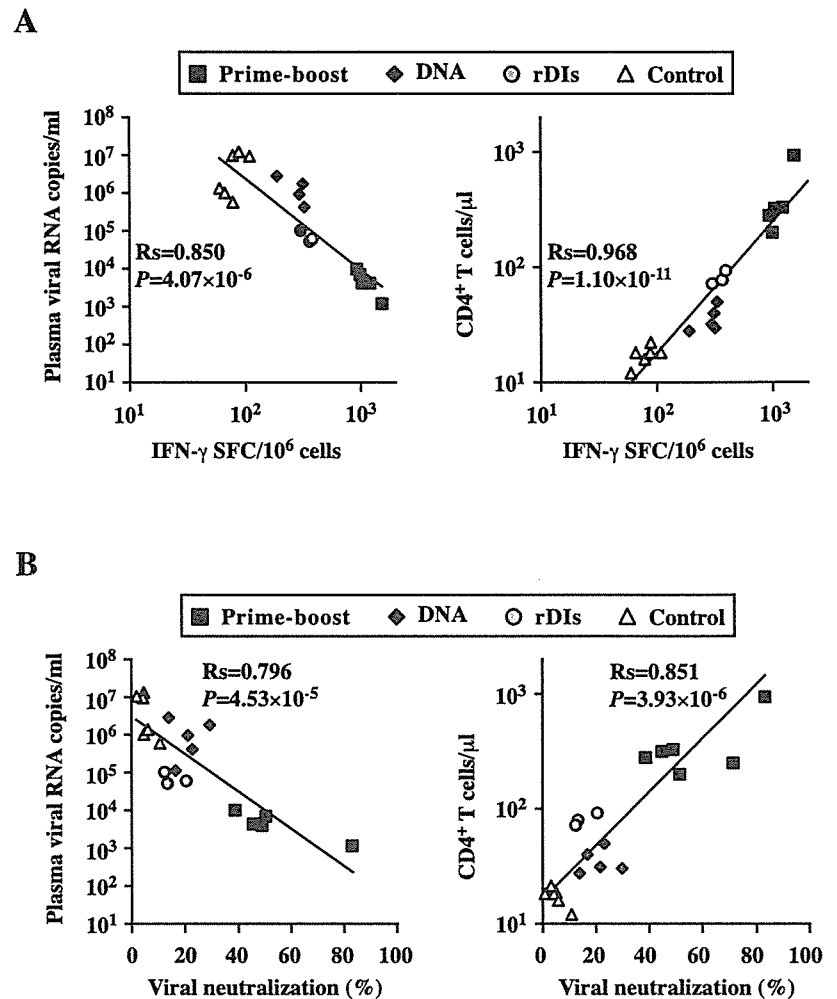 A
Prime-boost DNA rDIs Control
Plasma viral RNA copies/ml
10⁸
10⁷
10⁶
10⁵
10⁴
10³
10²
10¹
Rs=0.850
P=4.07×10⁻⁶
10¹ 10² 10³
IFN-γ SFC/10⁶ cells
CD4⁺ T cells/μl
10³
10²
10¹
Rs=0.968
P=1.10×10⁻¹¹
10¹ 10² 10³
IFN-γ SFC/10⁶ cells
B
Prime-boost DNA rDIs Control
Plasma viral RNA copies/ml
10⁸
10⁷
10⁶
10⁵
10⁴
10³
10²
10¹
Rs=0.796
P=4.53×10⁻⁵
0 20 40 60 80 100
Viral neutralization (%)
CD4⁺ T cells/μl
10³
10²
10¹
Rs=0.851
P=3.93×10⁻⁶
0 20 40 60 80 100
Viral neutralization (%)